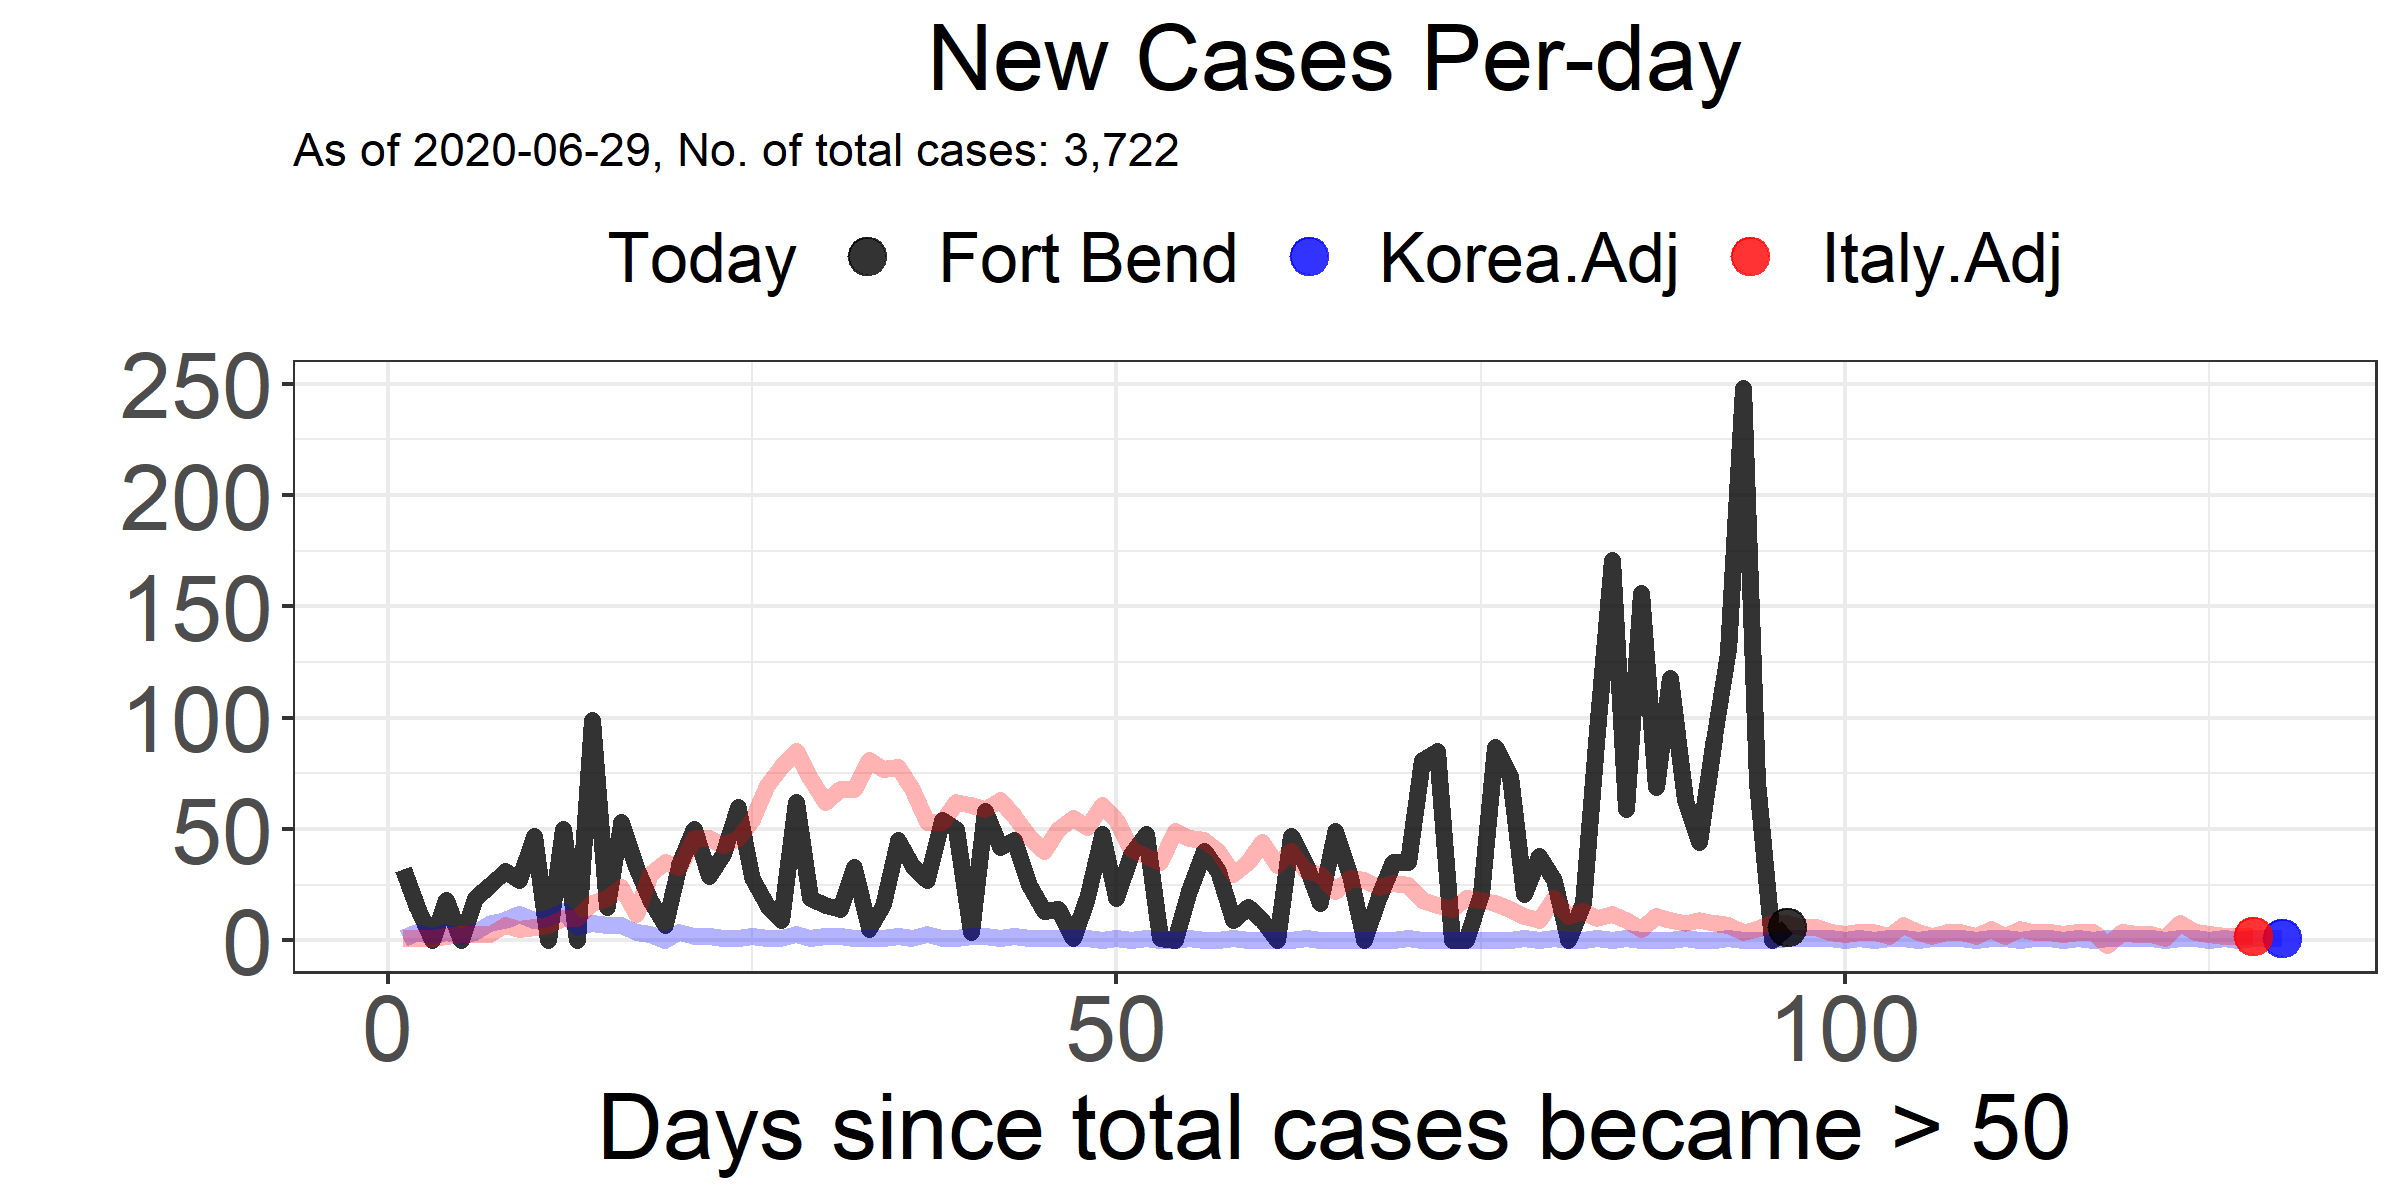 New Cases Per-day
As of 2020-06-29, No. of total cases: 3,722
Today Fort Bend Korea.Adj Italy.Adj
250
200
150
100
50
0
0 50 100
Days since total cases became > 50